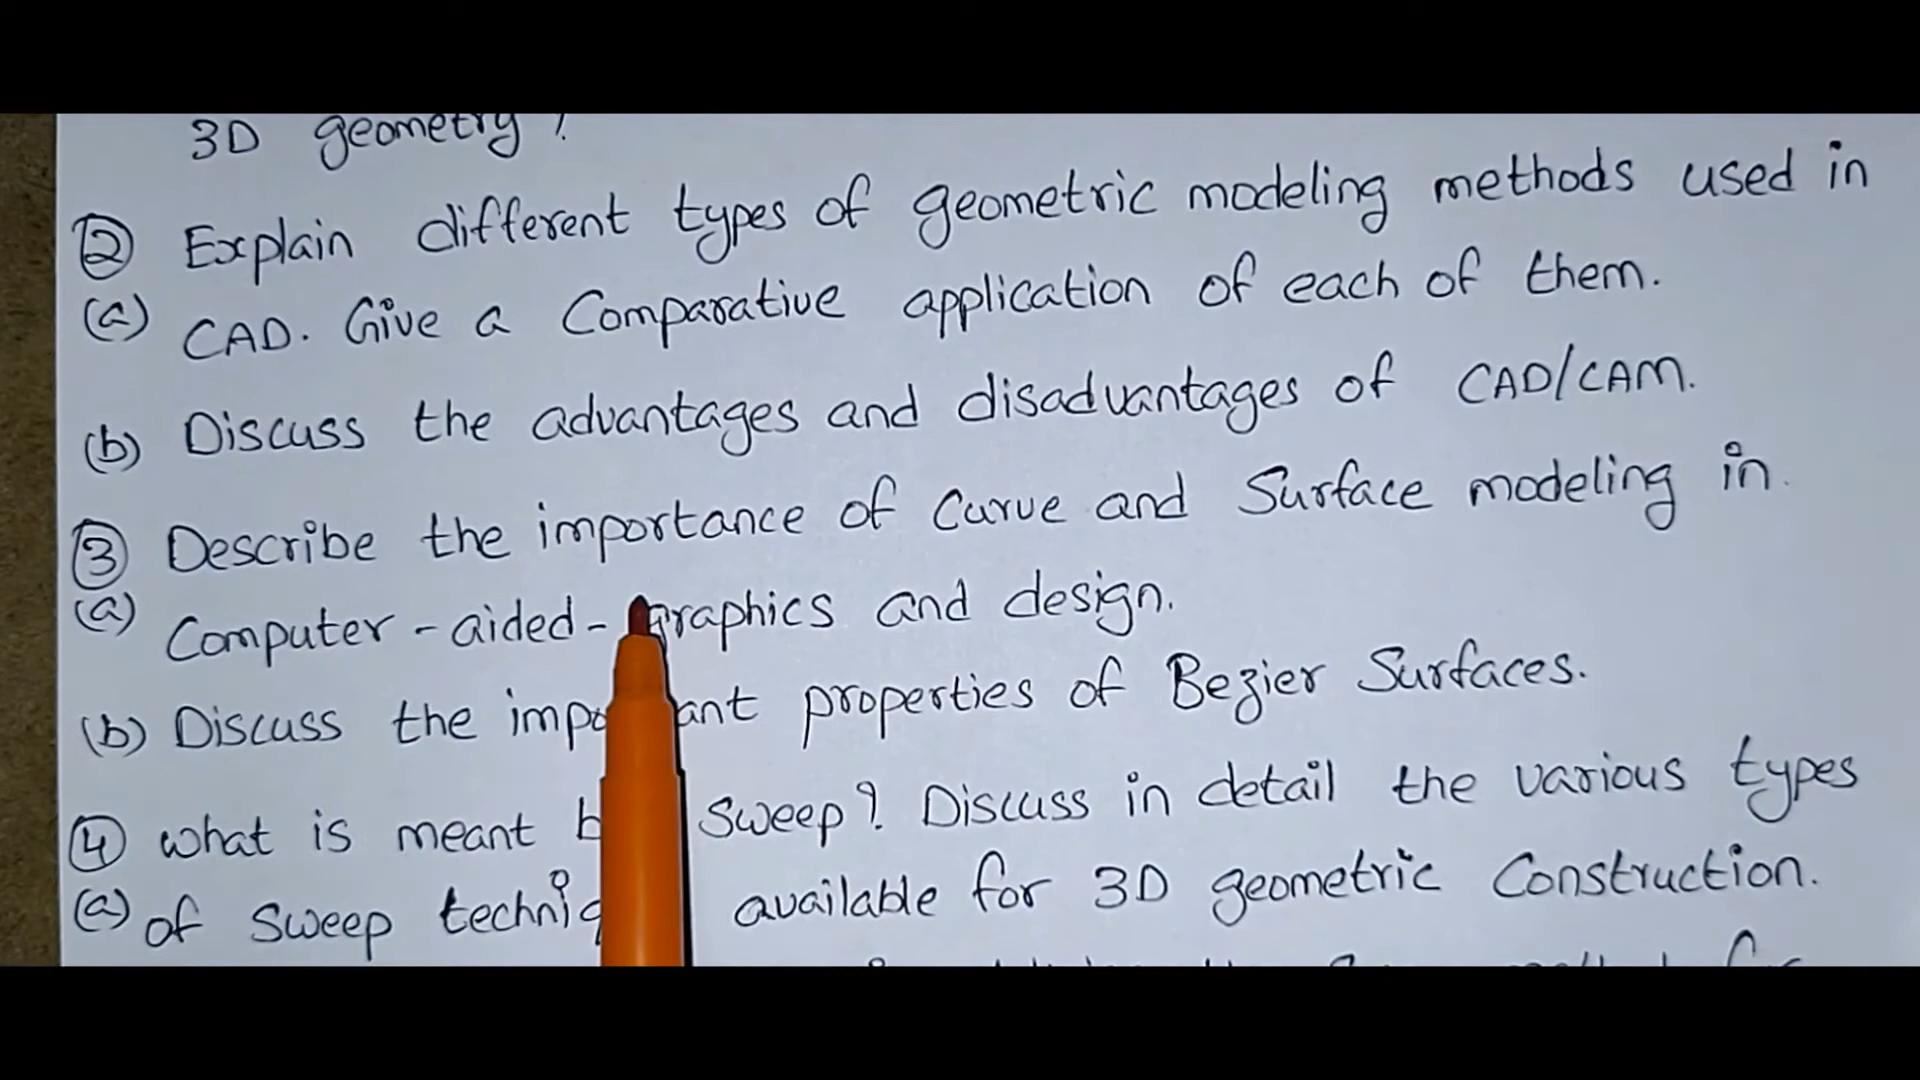 3D geometry?
② Explain different types of geometric modeling methods used in
(a) CAD. Give a Comparative application of each of them.
(b) Discuss the advantages and disadvantages of CAD/CAM.
③ Describe the importance of Curve and Surface modeling in
(a) Computer-aided-graphics and design.
(b) Discuss the properties of Bezier Surfaces.
④ what is meant sweep? Discuss in detail the various types
(a) of sweep available for 3D geometric Construction.